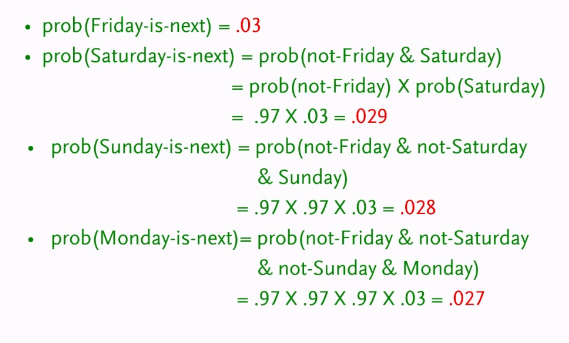 • prob(Friday-is-next) = .03
• prob(Saturday-is-next) = prob(not-Friday & Saturday)
= prob(not-Friday) X prob(Saturday)
= .97 X .03 = .029
• prob(Sunday-is-next) = prob(not-Friday & not-Saturday
& Sunday)
= .97 X .97 X .03 = .028
• prob(Monday-is-next)= prob(not-Friday & not-Saturday
& not-Sunday & Monday)
= .97 X .97 X .97 X .03 = .027